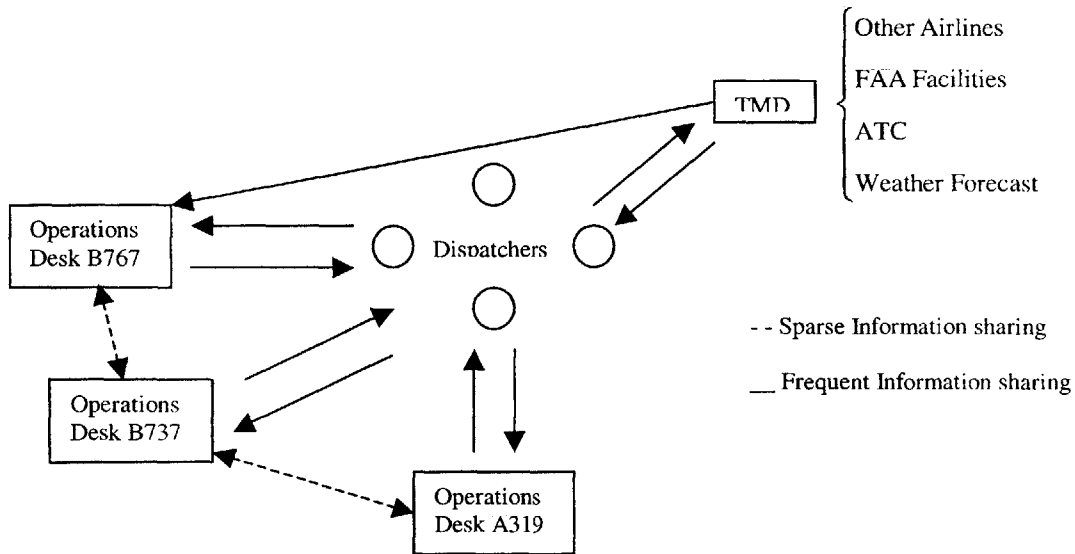 Other Airlines
FAA Facilities
TMD
ATC
Weather Forecast
Operations
Desk B767
Dispatchers
- - Sparse Information sharing
__ Frequent Information sharing
Operations
Desk B737
Operations
Desk A319